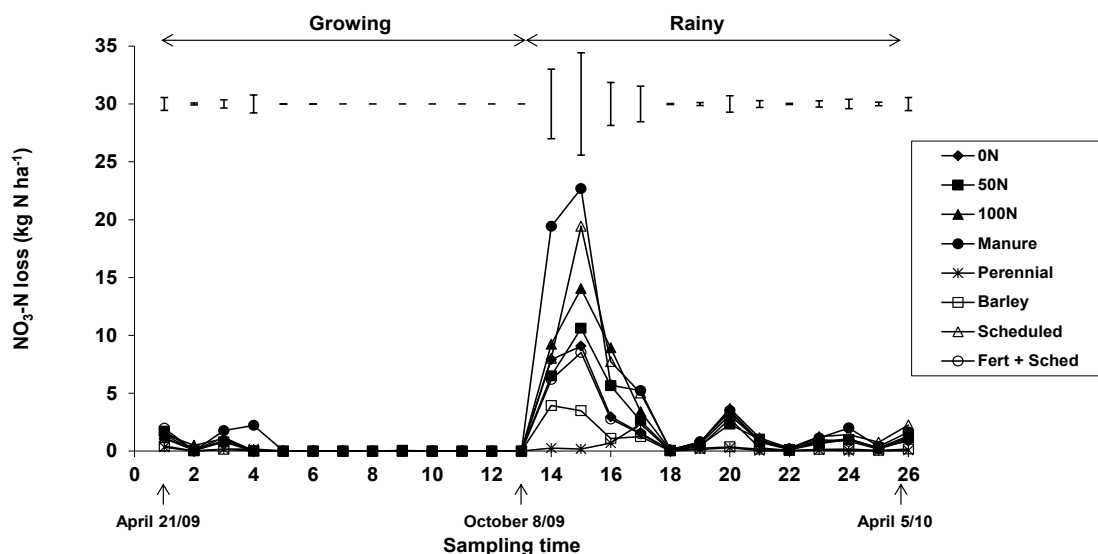 Growing Rainy
35
30
25
20
15
10
5
0
NO₃-N loss (kg N ha⁻¹)
0 2 4 6 8 10 12 14 16 18 20 22 24 26
April 21/09 October 8/09 April 5/10
Sampling time
0N
50N
100N
Manure
Perennial
Barley
Scheduled
Fert + Sched